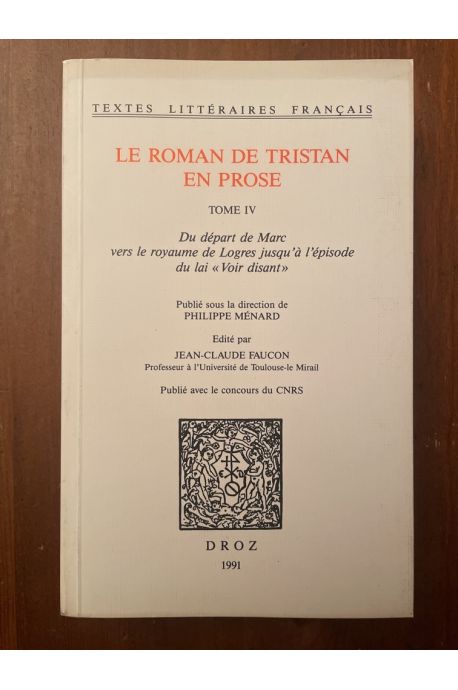 TEXTES LITTÉRAIRES FRANÇAIS
LE ROMAN DE TRISTAN
EN PROSE
TOME IV
Du départ de Marc
vers le royaume de Logres jusqu'à l'épisode
du lai « Voir disant »
Publié sous la direction de
PHILIPPE MÉNARD
Edité par
JEAN-CLAUDE FAUCON
Professeur à l'Université de Toulouse-le Mirail
Publié avec le concours du CNRS
DROZ
1991